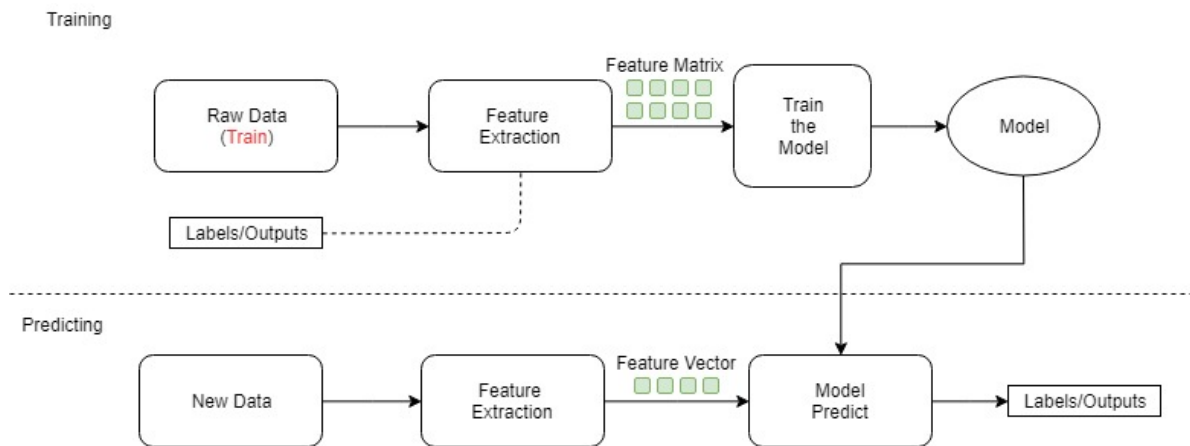 Training
Feature Matrix
Raw Data
(Train)
Feature
Extraction
Train
the
Model
Model
Labels/Outputs
Predicting
Feature Vector
New Data
Feature
Extraction
Model
Predict
Labels/Outputs